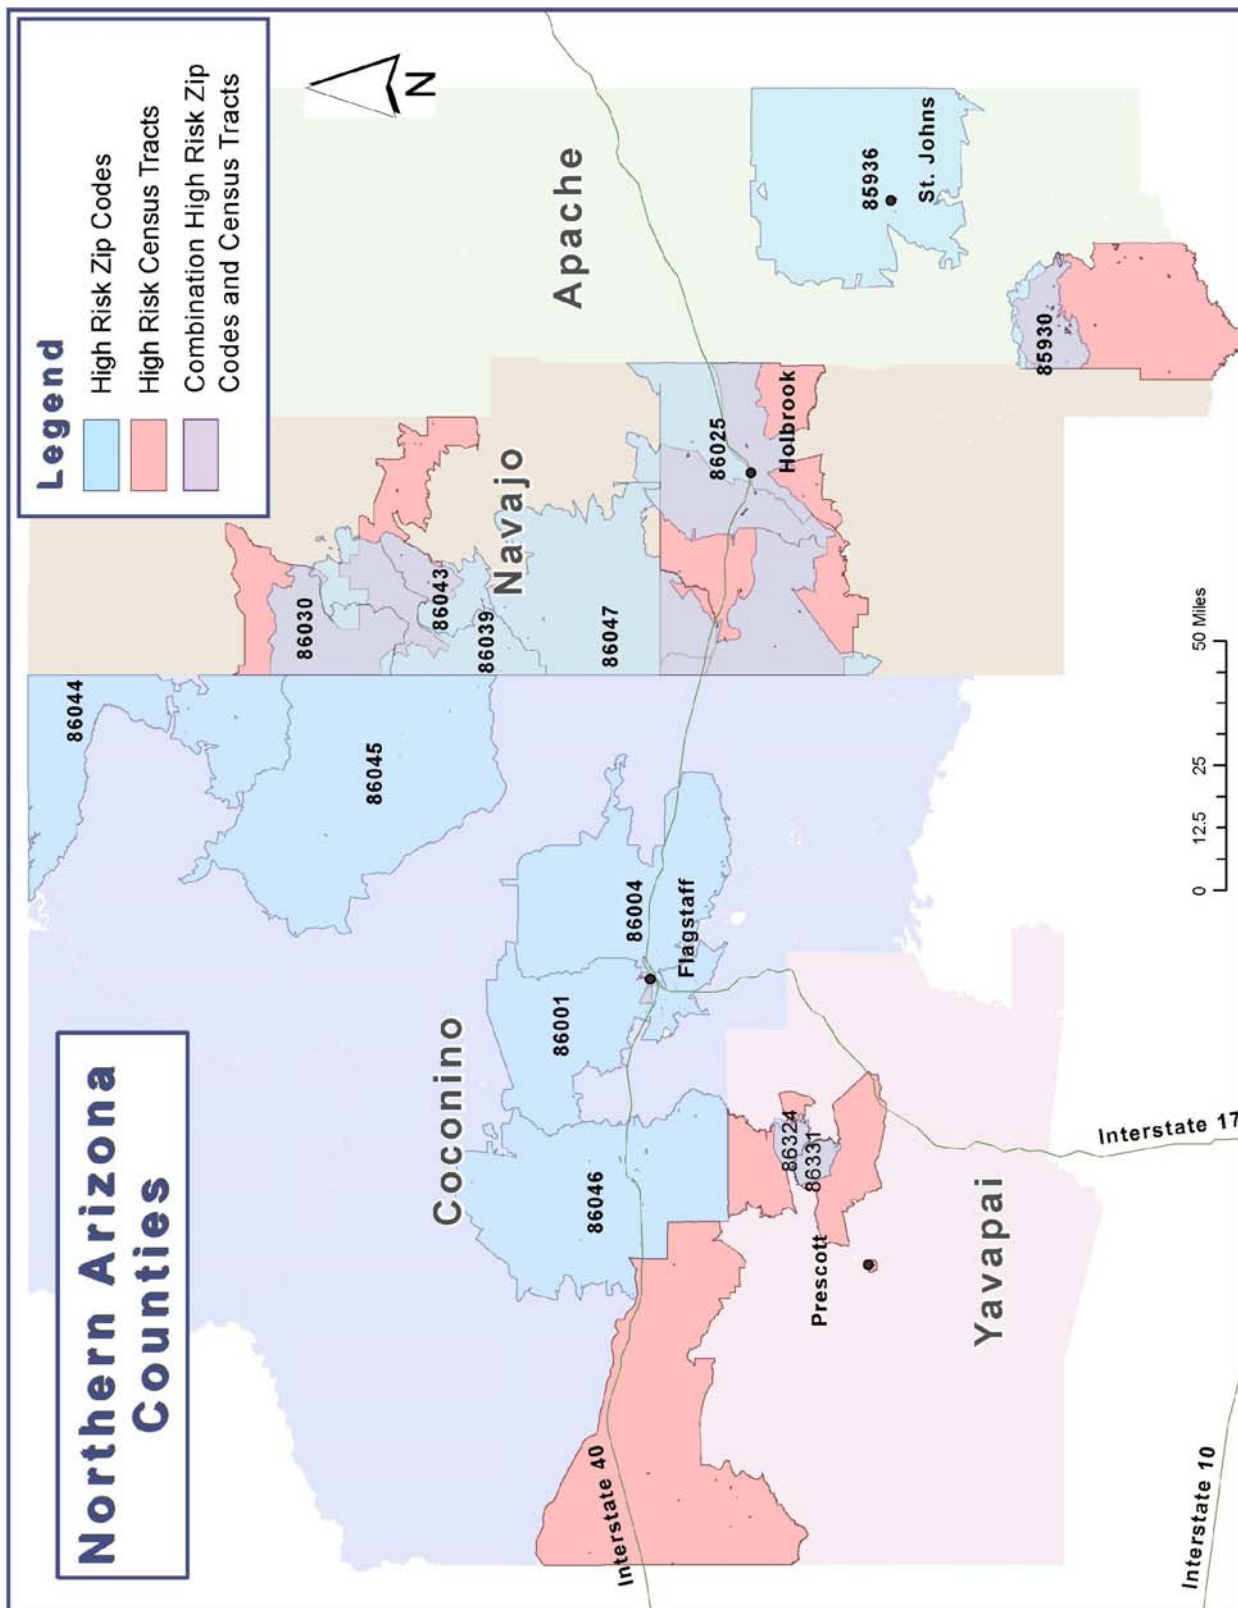 Northern Arizona
Counties
Legend
High Risk Zip Codes
High Risk Census Tracts
Combination High Risk Zip
Codes and Census Tracts
N
86044
86045
86030
86043
86039
86047
Navajo
Apache
Coconino
86046
86001
86004
Flagstaff
86025
Holbrook
85936
St. Johns
85930
Interstate 40
Prescott
86324
86331
Yavapai
Interstate 17
Interstate 10
0 12.5 25 50 Miles